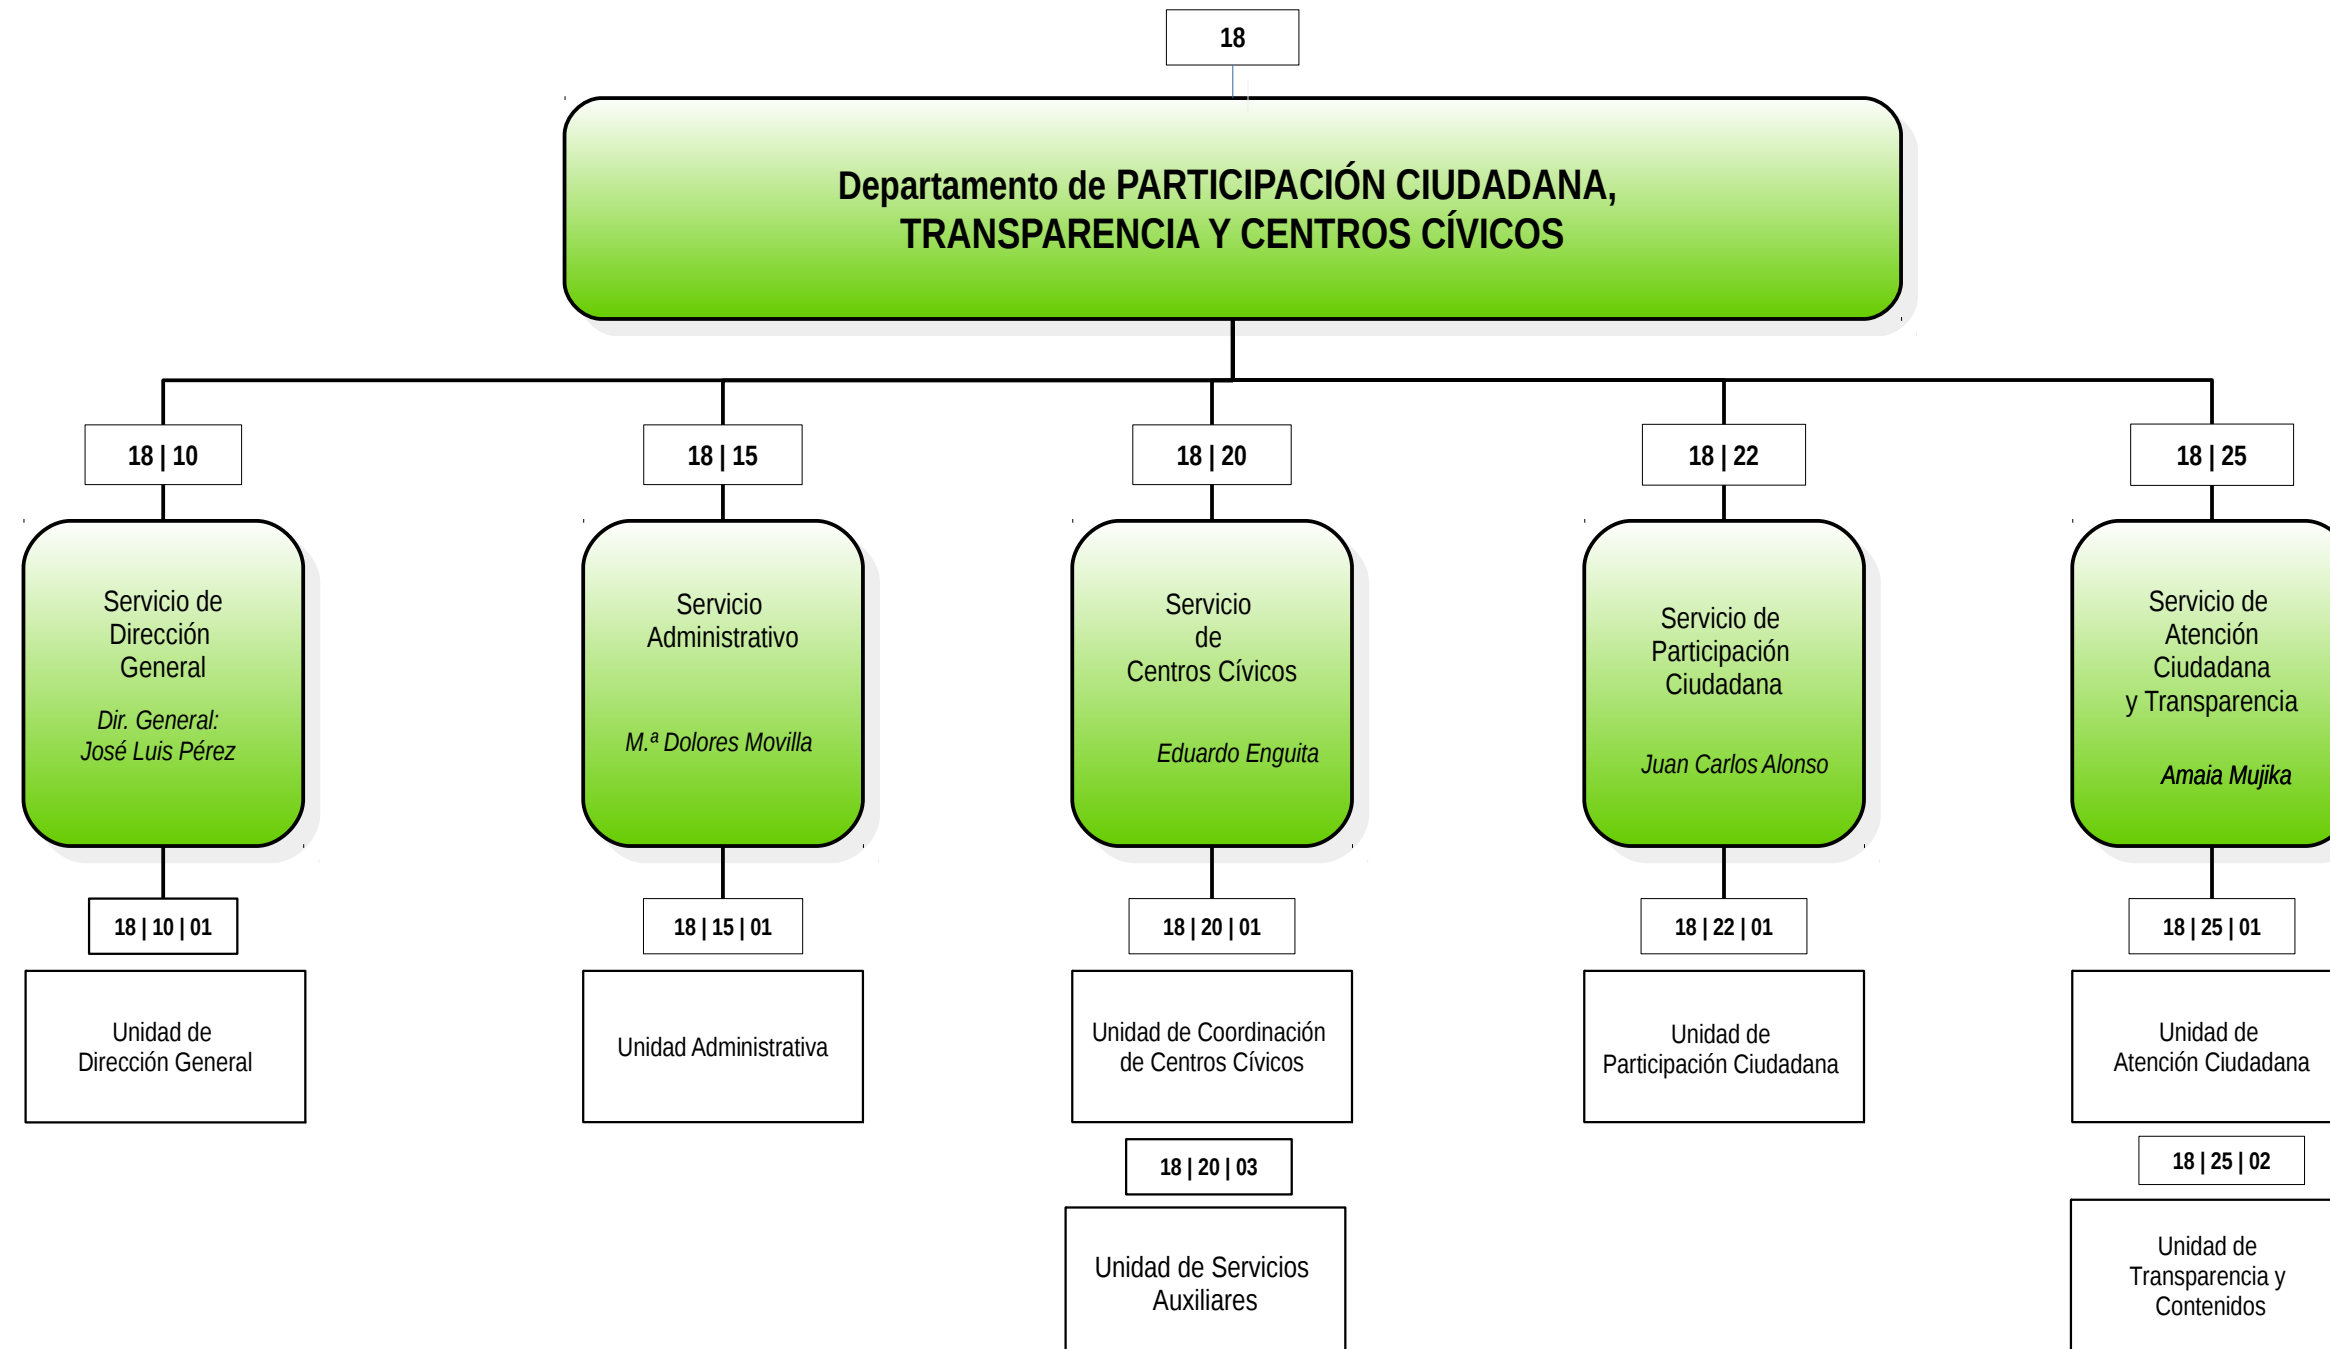 18
Departamento de PARTICIPACIÓN CIUDADANA,
TRANSPARENCIA Y CENTROS CÍVICOS
18 | 10
18 | 15
18 | 20
18 | 22
18 | 25
Servicio de
Dirección
General
Dir. General:
José Luis Pérez
Servicio
Administrativo
M.ª Dolores Movilla
Servicio
de
Centros Cívicos
Eduardo Enguita
Servicio de
Participación
Ciudadana
Juan Carlos Alonso
Servicio de
Atención
Ciudadana
y Transparencia
Amaia Mujika
18 | 10 | 01
18 | 15 | 01
18 | 20 | 01
18 | 22 | 01
18 | 25 | 01
Unidad de
Dirección General
Unidad Administrativa
Unidad de Coordinación
de Centros Cívicos
Unidad de
Participación Ciudadana
Unidad de
Atención Ciudadana
18 | 20 | 03
18 | 25 | 02
Unidad de Servicios
Auxiliares
Unidad de
Transparencia y
Contenidos